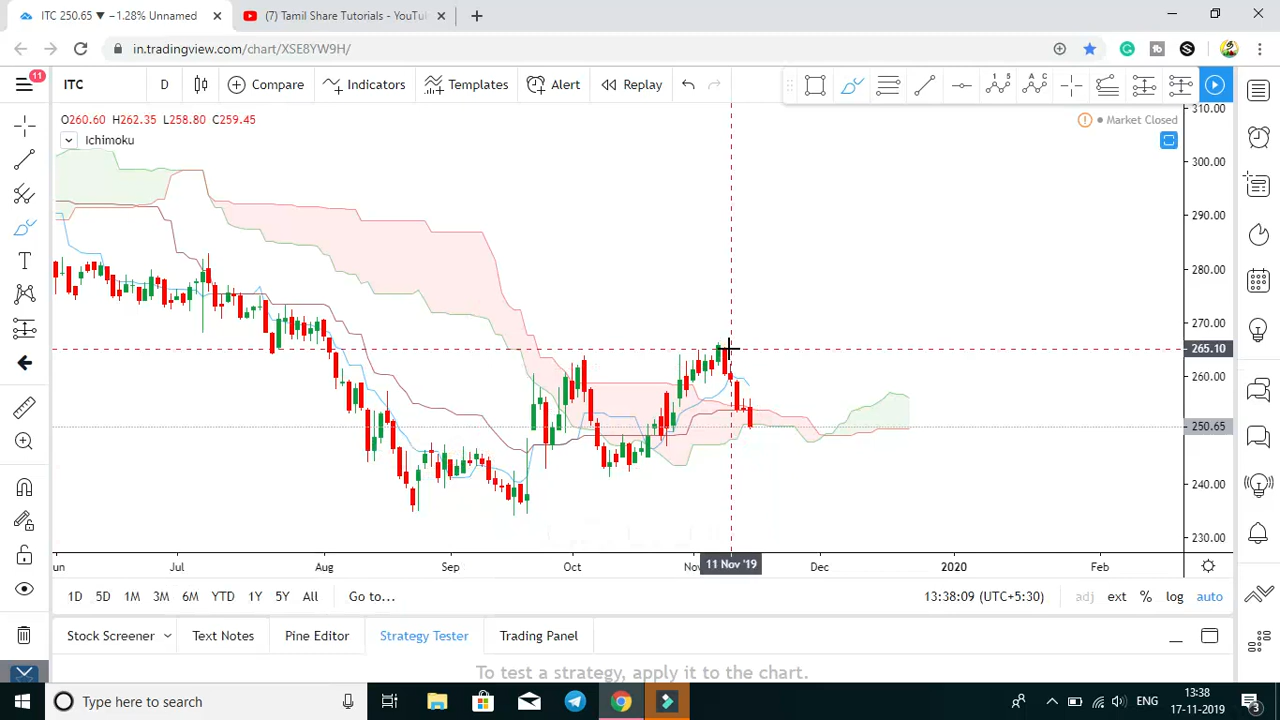 ITC 250.65 ▼ −1.28% Unnamed
(7) Tamil Share Tutorials - YouTu
in.tradingview.com/chart/XSE8YW9H/
11
ITC
D
Compare
Indicators
Templates
Alert
Replay
O260.60 H262.35 L258.80 C259.45
Market Closed
Ichimoku
310.00
300.00
290.00
280.00
270.00
265.10
260.00
250.65
240.00
230.00
un
Jul
Aug
Sep
Oct
Nov
11 Nov '19
Dec
2020
Feb
1D 5D 1M 3M 6M YTD 1Y 5Y All Go to...
13:38:09 (UTC+5:30) adj ext % log auto
Stock Screener Text Notes Pine Editor Strategy Tester Trading Panel
To test a strategy, apply it to the chart.
Type here to search
ENG
13:38
17-11-2019
3